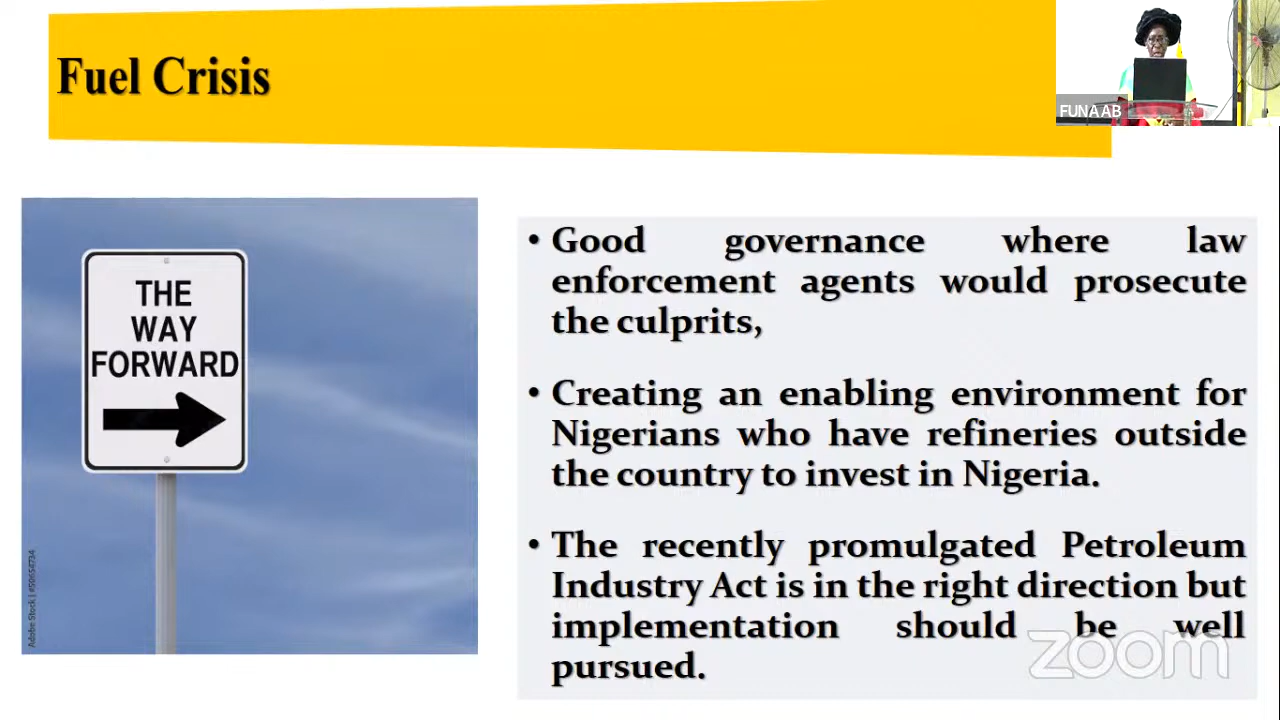 Fuel Crisis
FUNAAB
THE
WAY
FORWARD
• Good governance where law
enforcement agents would prosecute
the culprits,
• Creating an enabling environment for
Nigerians who have refineries outside
the country to invest in Nigeria.
• The recently promulgated Petroleum
Industry Act is in the right direction but
implementation should be well
pursued.
zoom